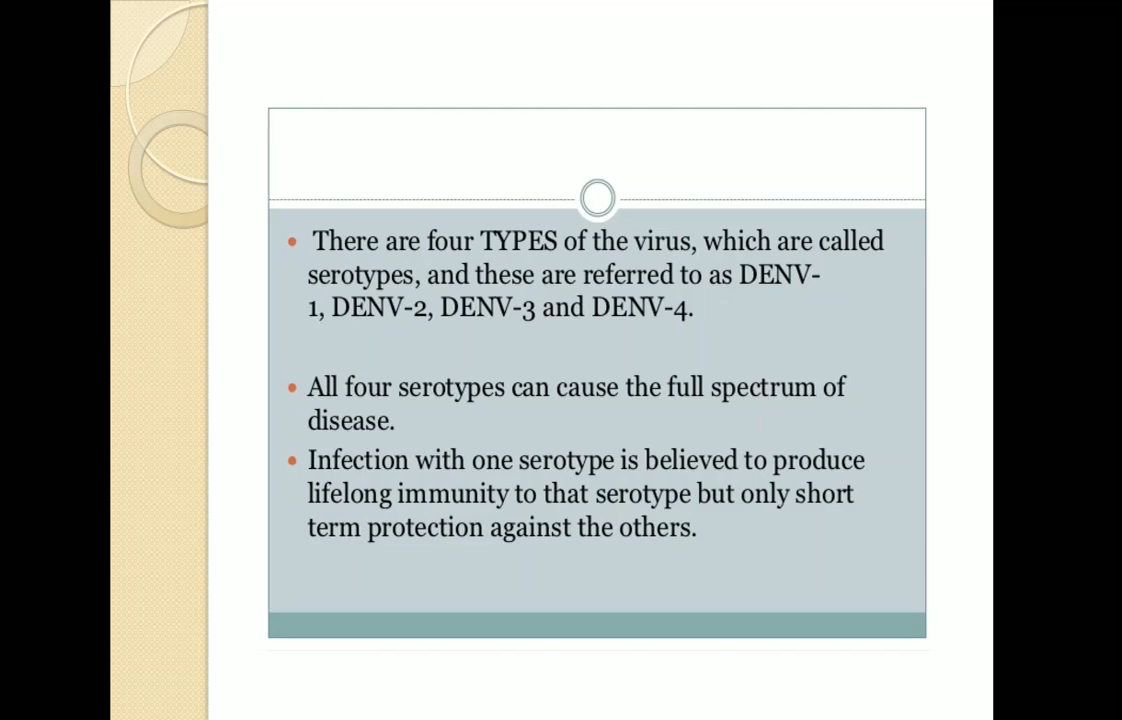 • There are four TYPES of the virus, which are called
serotypes, and these are referred to as DENV-
1, DENV-2, DENV-3 and DENV-4.
• All four serotypes can cause the full spectrum of
disease.
• Infection with one serotype is believed to produce
lifelong immunity to that serotype but only short
term protection against the others.